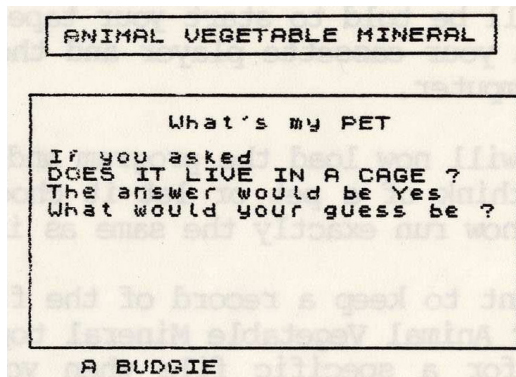 ANIMAL VEGETABLE MINERAL
What's my PET
If you asked
DOES IT LIVE IN A CAGE ?
The answer would be Yes
What would your guess be ?
A BUDGIE